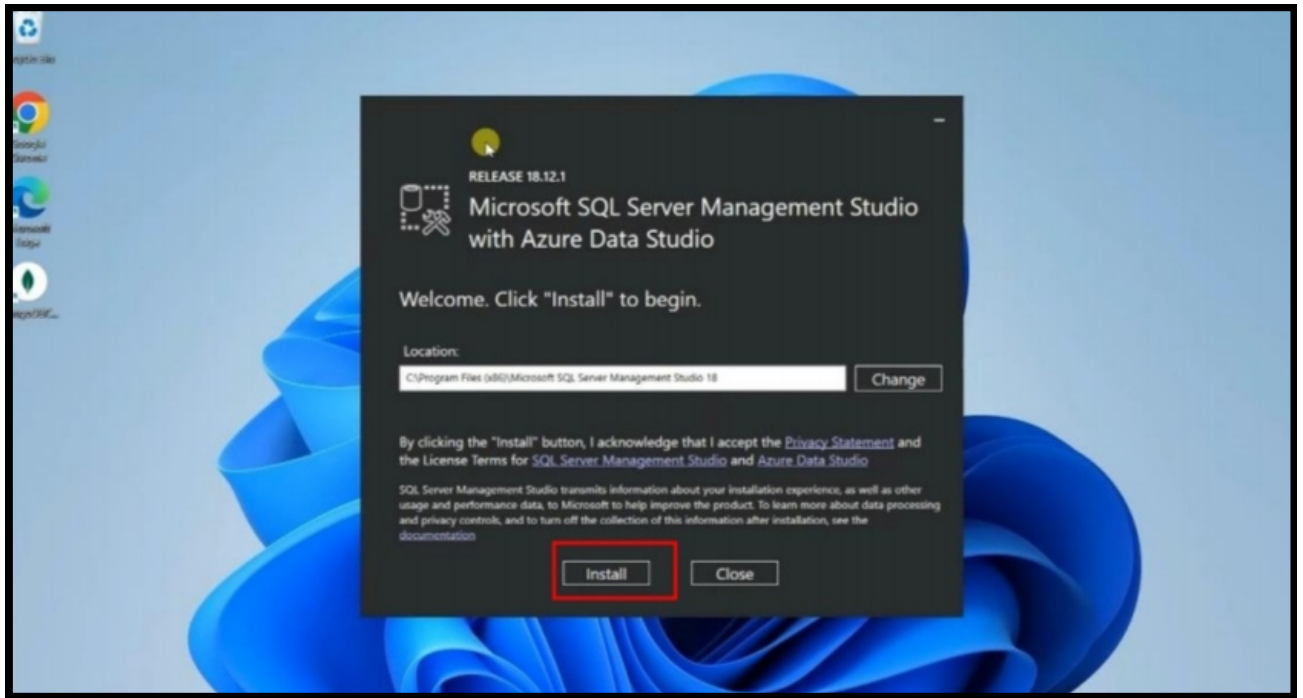 Google
RELEASE 18.12.1
Microsoft SQL Server Management Studio
with Azure Data Studio
Welcome. Click "Install" to begin.
Location:
C:\Program Files (x86)\Microsoft SQL Server Management Studio 18
Change
By clicking the "Install" button, I acknowledge that I accept the Privacy Statement and
the License Terms for SQL Server Management Studio and Azure Data Studio
SQL Server Management Studio transmits information about your installation experience, as well as other
usage and performance data, to Microsoft to help improve the product. To learn more about data processing
and privacy controls, and to turn off the collection of this information after installation, see the
documentation
Install
Close